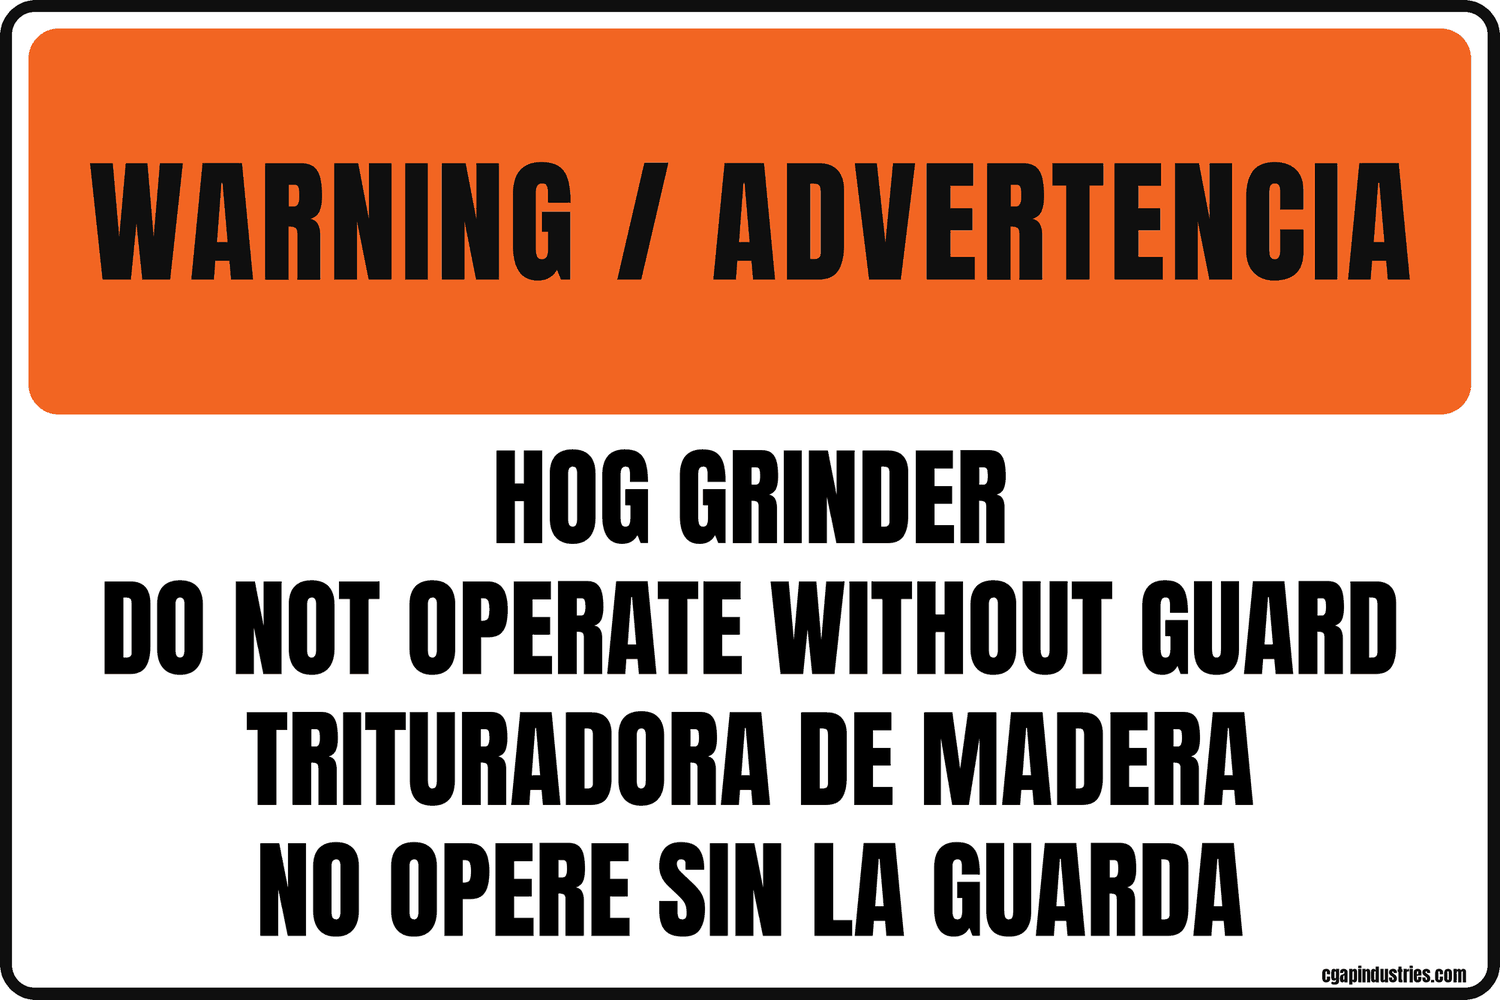 WARNING / ADVERTENCIA
HOG GRINDER
DO NOT OPERATE WITHOUT GUARD
TRITURADORA DE MADERA
NO OPERE SIN LA GUARDA
cgapindustries.com